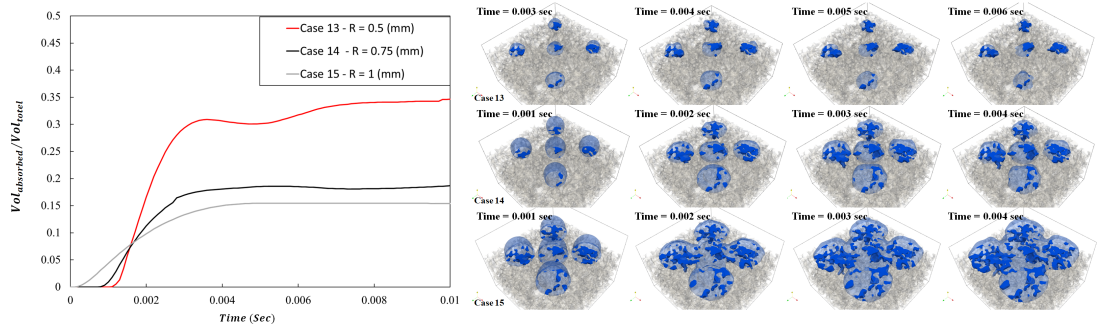 Case 13 - R = 0.5 (mm)
Case 14 - R = 0.75 (mm)
Case 15 - R = 1 (mm)
0.5
0.45
0.4
0.35
0.3
0.25
0.2
0.15
0.1
0.05
0
Vol_absorbed/Vol_totel
0
0.002
0.004
0.006
0.008
0.01
Time (Sec)
Time = 0.003 sec
Time = 0.004 sec
Time = 0.005 sec
Time = 0.006 sec
Case 13
Time = 0.001 sec
Time = 0.002 sec
Time = 0.003 sec
Time = 0.004 sec
Case 14
Time = 0.001 sec
Time = 0.002 sec
Time = 0.003 sec
Time = 0.004 sec
Case 15